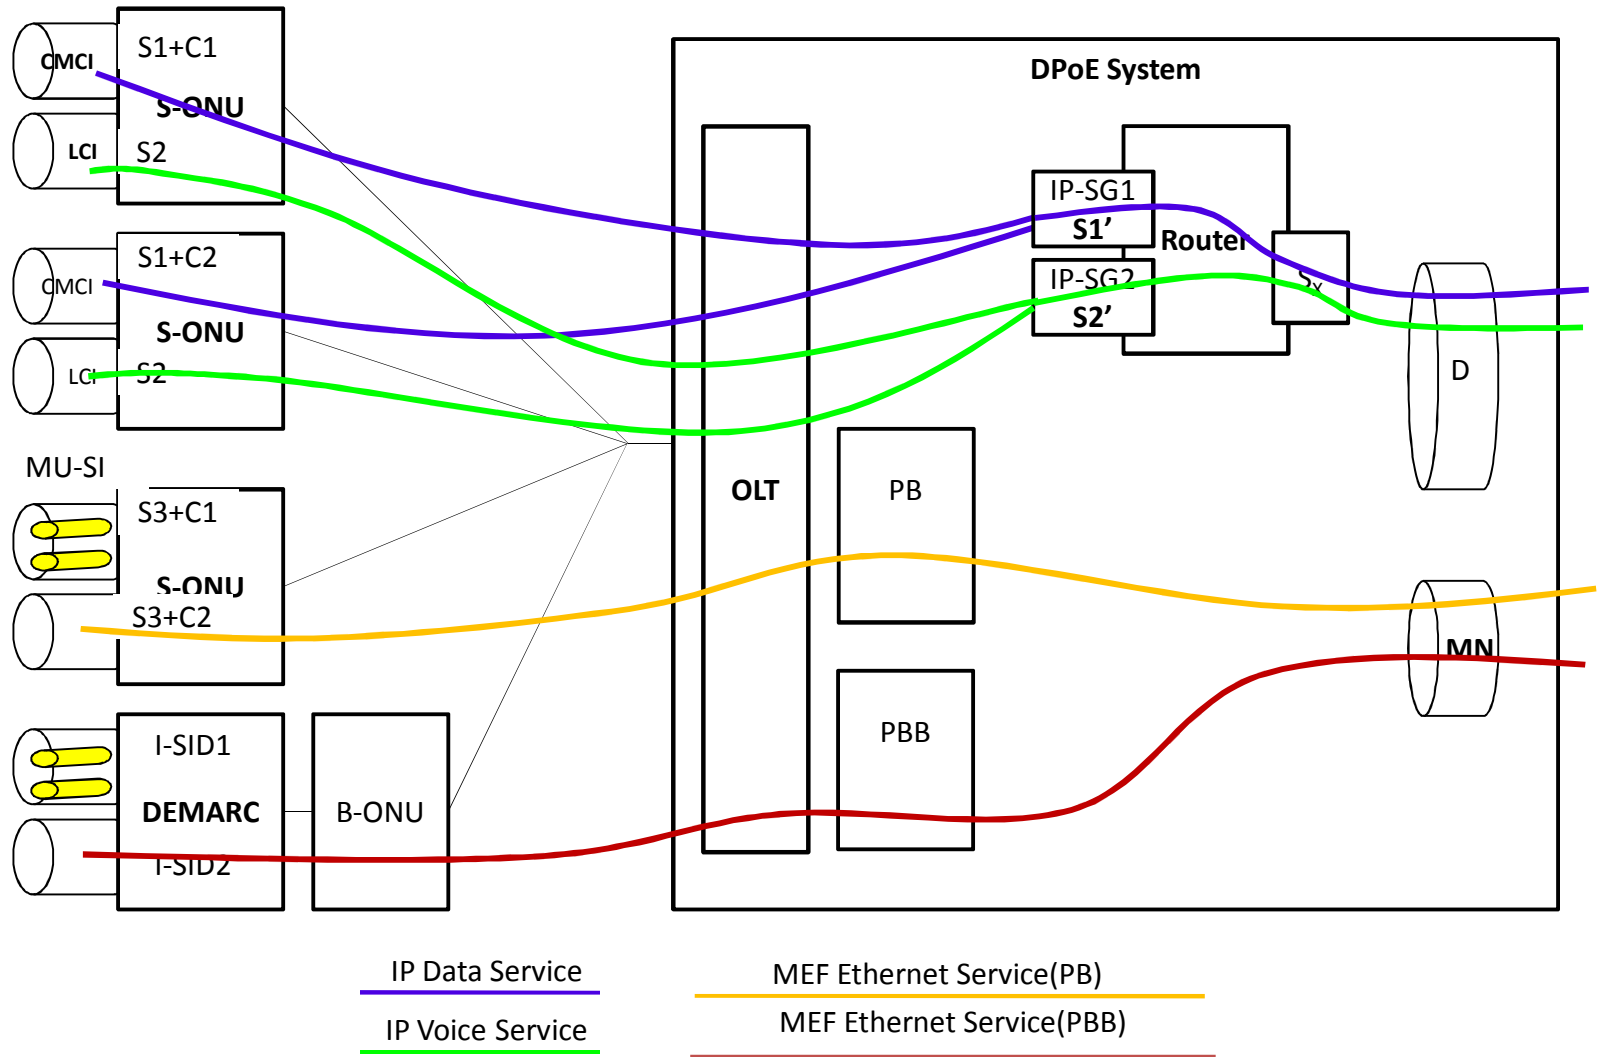 CMCI
S1+C1
S-ONU
LCI
S2
CMCI
S1+C2
S-ONU
LCI
S2
MU-SI
S3+C1
S-ONU
S3+C2
I-SID1
DEMARC
I-SID2
B-ONU
DPoE System
OLT
IP-SG1
S1’
Router
IP-SG2
S2’
Sx
D
PB
MN
PBB
IP Data Service
MEF Ethernet Service(PB)
IP Voice Service
MEF Ethernet Service(PBB)